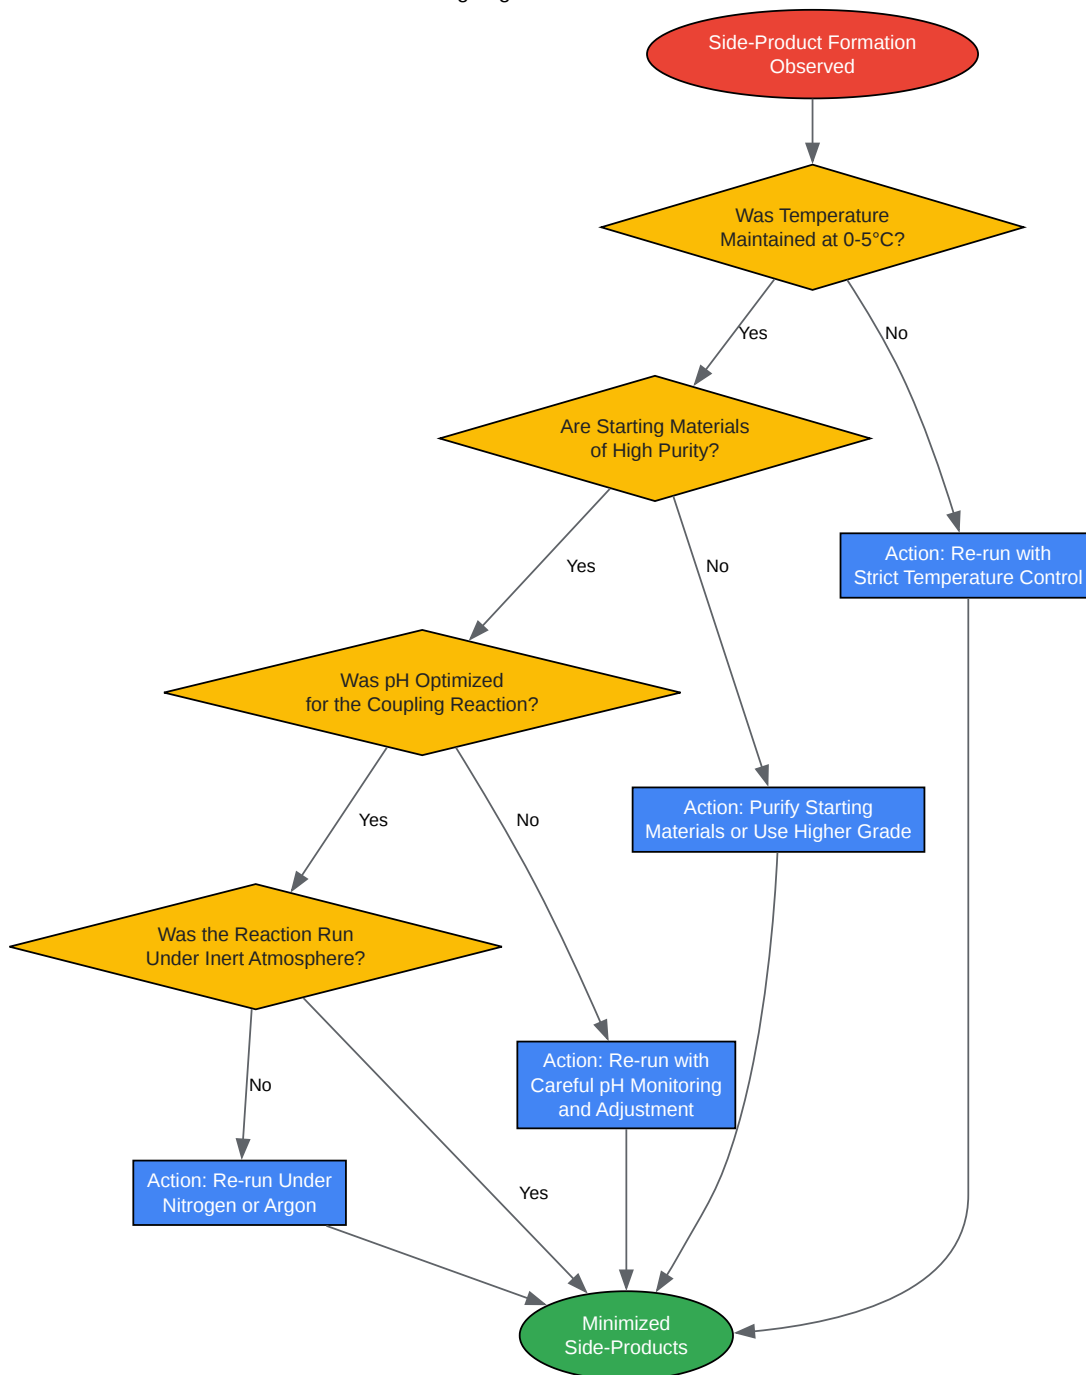 Side-Product Formation
Observed
Was Temperature
Maintained at 0-5°C?
Yes
No
Are Starting Materials
of High Purity?
Action: Re-run with
Strict Temperature Control
Yes
No
Was pH Optimized
for the Coupling Reaction?
Action: Purify Starting
Materials or Use Higher Grade
Yes
No
Was the Reaction Run
Under Inert Atmosphere?
Action: Re-run with
Careful pH Monitoring
and Adjustment
No
Action: Re-run Under
Nitrogen or Argon
Yes
Minimized
Side-Products